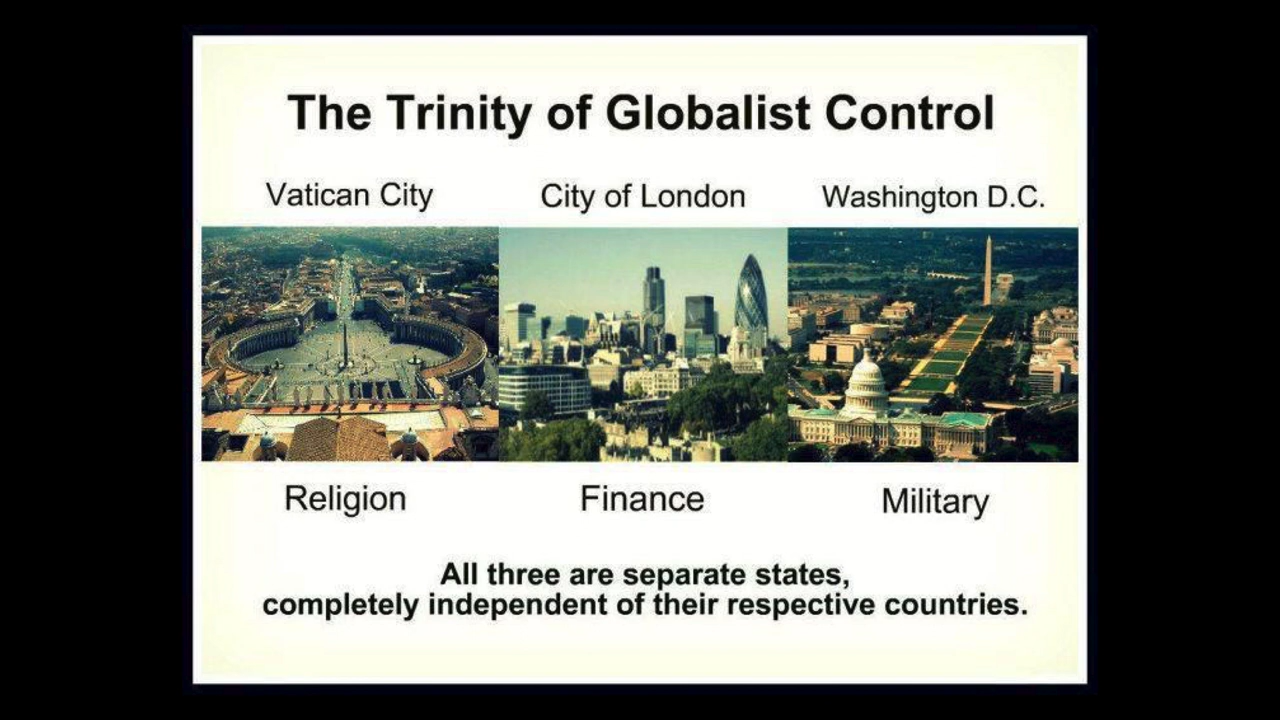 The Trinity of Globalist Control
Vatican City
City of London
Washington D.C.
Religion
Finance
Military
All three are separate states,
completely independent of their respective countries.